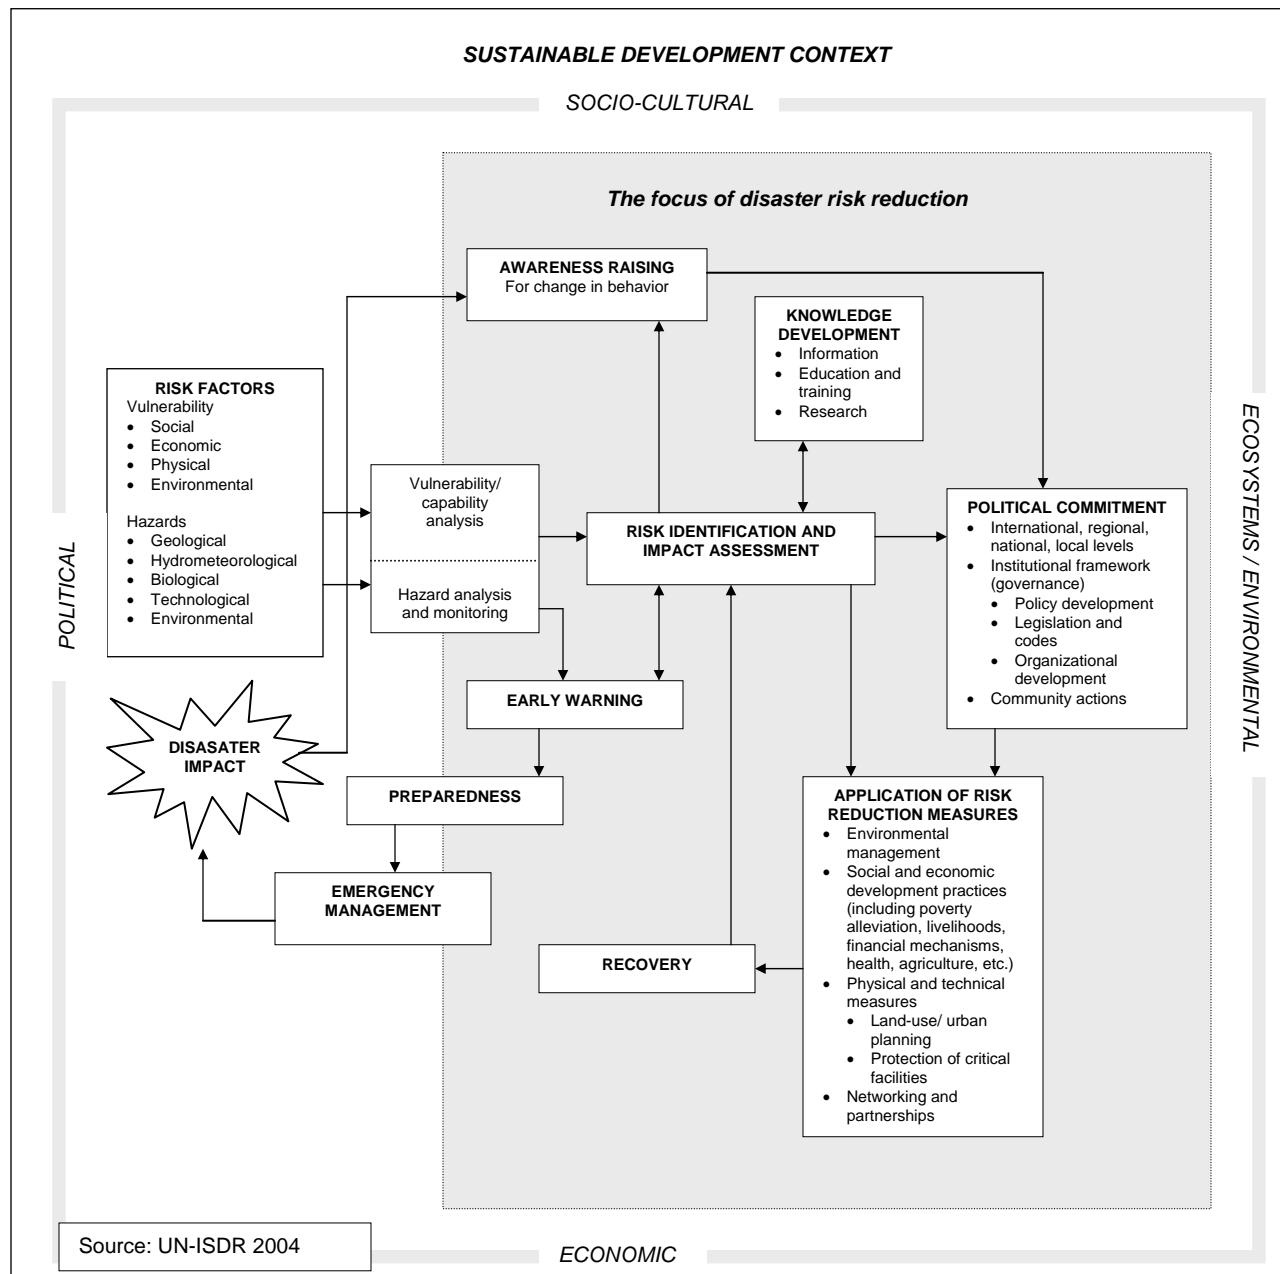 SUSTAINABLE DEVELOPMENT CONTEXT
SOCIO-CULTURAL
The focus of disaster risk reduction
AWARENESS RAISING
For change in behavior
KNOWLEDGE
DEVELOPMENT
• Information
• Education and
training
• Research
RISK FACTORS
Vulnerability
• Social
• Economic
• Physical
• Environmental
Hazards
• Geological
• Hydrometeorological
• Biological
• Technological
• Environmental
Vulnerability/
capability
analysis
Hazard analysis
and monitoring
RISK IDENTIFICATION AND
IMPACT ASSESSMENT
POLITICAL COMMITMENT
• International, regional,
national, local levels
• Institutional framework
(governance)
• Policy development
• Legislation and
codes
• Organizational
development
• Community actions
POLITICAL
ECOSYSTEMS / ENVIRONMENTAL
EARLY WARNING
DISASATER
IMPACT
PREPAREDNESS
EMERGENCY
MANAGEMENT
APPLICATION OF RISK
REDUCTION MEASURES
• Environmental
management
• Social and economic
development practices
(including poverty
alleviation, livelihoods,
financial mechanisms,
health, agriculture, etc.)
• Physical and technical
measures
• Land-use/ urban
planning
• Protection of critical
facilities
• Networking and
partnerships
RECOVERY
Source: UN-ISDR 2004
ECONOMIC